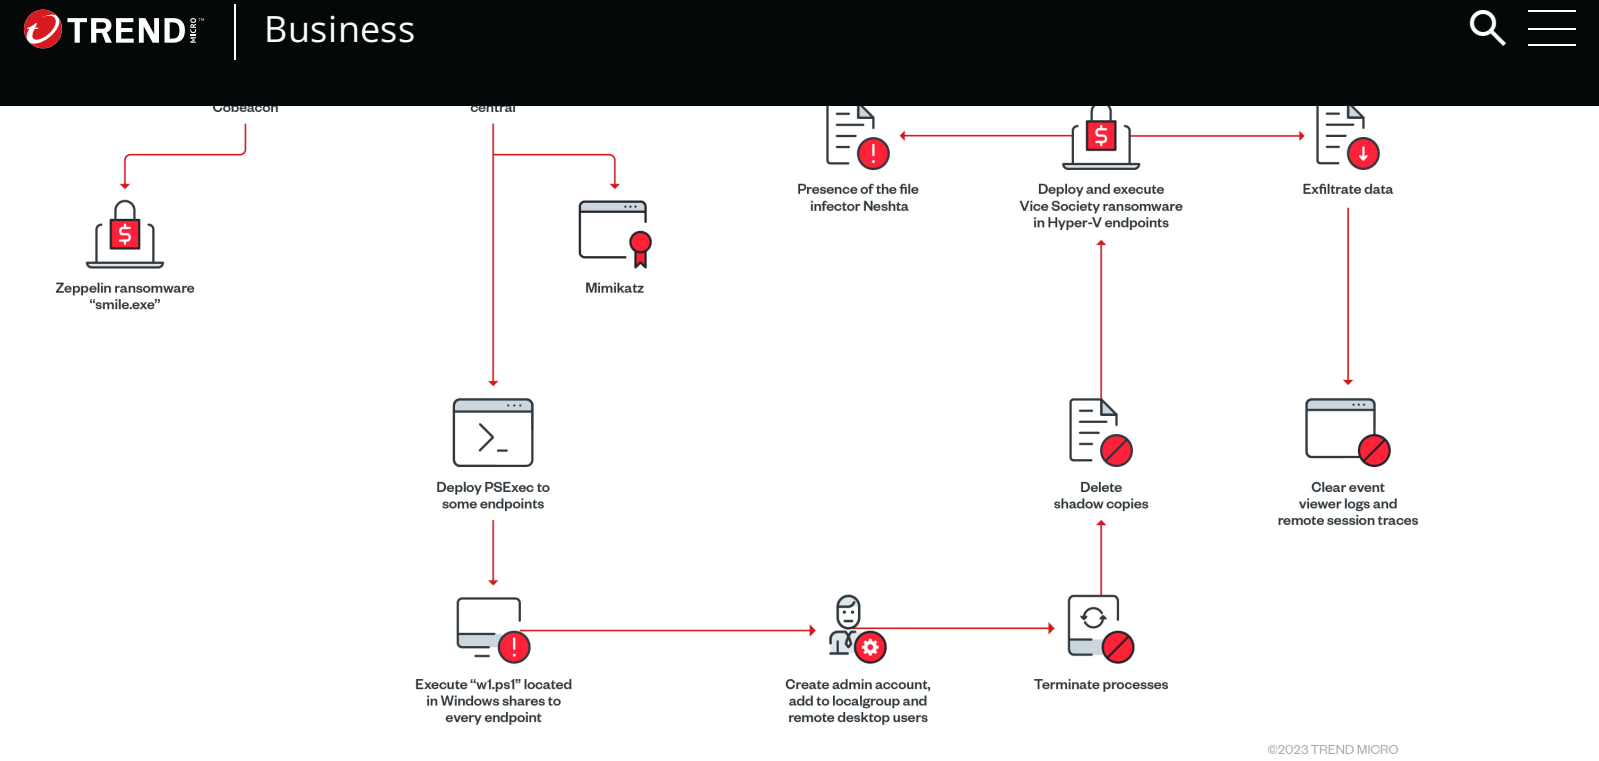 TREND MICRO™
Business
Cobeacon
central
Presence of the file
infector Neshta
Deploy and execute
Vice Society ransomware
in Hyper-V endpoints
Exfiltrate data
Zeppelin ransomware
“smile.exe”
Mimikatz
Deploy PSExec to
some endpoints
Delete
shadow copies
Clear event
viewer logs and
remote session traces
Execute “w1.ps1” located
in Windows shares to
every endpoint
Create admin account,
add to localgroup and
remote desktop users
Terminate processes
©2023 TREND MICRO